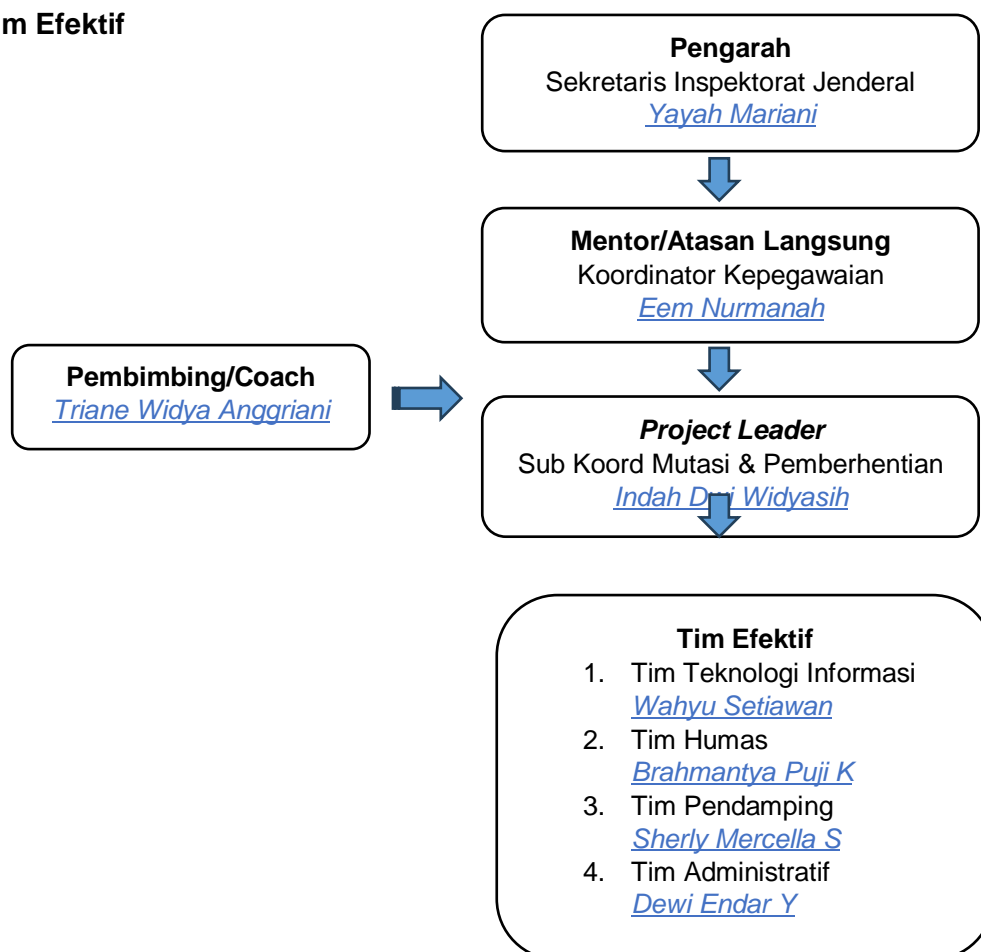 m Efektif
Pengarah
Sekretaris Inspektorat Jenderal
Yayah Mariani
Mentor/Atasan Langsung
Koordinator Kepegawaian
Eem Nurmanah
Pembimbing/Coach
Triane Widya Anggriani
Project Leader
Sub Koord Mutasi & Pemberhentian
Indah Dwi Widyasih
Tim Efektif
1. Tim Teknologi Informasi
Wahyu Setiawan
2. Tim Humas
Brahmantya Puji K
3. Tim Pendamping
Sherly Mercella S
4. Tim Administratif
Dewi Endar Y